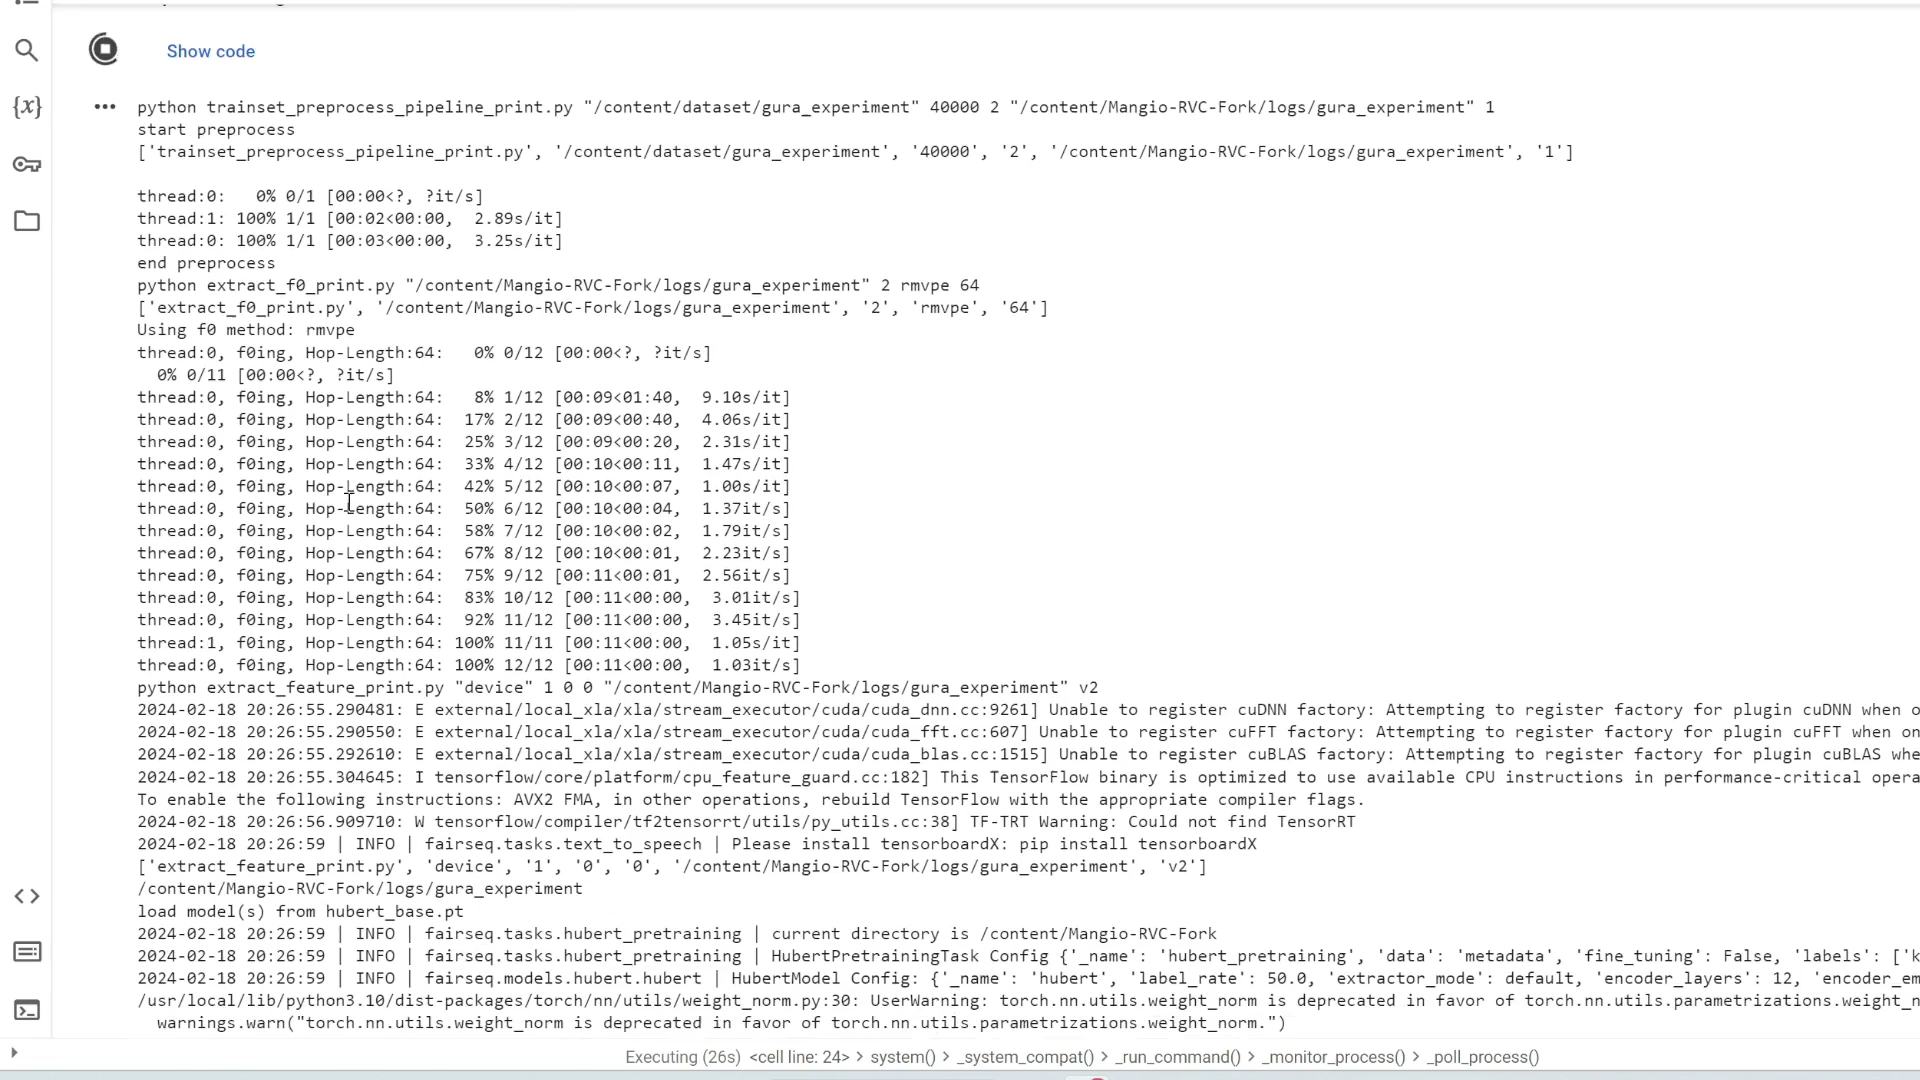 Show code
python trainset_preprocess_pipeline_print.py "/content/dataset/gura_experiment" 40000 2 "/content/Mangio-RVC-Fork/logs/gura_experiment" 1
start preprocess
['trainset_preprocess_pipeline_print.py', '/content/dataset/gura_experiment', '40000', '2', '/content/Mangio-RVC-Fork/logs/gura_experiment', '1']
thread:0:   0% 0/1 [00:00<?, ?it/s]
thread:1: 100% 1/1 [00:02<00:00,  2.89s/it]
thread:0: 100% 1/1 [00:03<00:00,  3.25s/it]
end preprocess
python extract_f0_print.py "/content/Mangio-RVC-Fork/logs/gura_experiment" 2 rmvpe 64
['extract_f0_print.py', '/content/Mangio-RVC-Fork/logs/gura_experiment', '2', 'rmvpe', '64']
Using f0 method: rmvpe
thread:0, f0ing, Hop-Length:64:   0% 0/12 [00:00<?, ?it/s]
  0% 0/11 [00:00<?, ?it/s]
thread:0, f0ing, Hop-Length:64:   8% 1/12 [00:09<01:40,  9.10s/it]
thread:0, f0ing, Hop-Length:64:  17% 2/12 [00:09<00:40,  4.06s/it]
thread:0, f0ing, Hop-Length:64:  25% 3/12 [00:09<00:20,  2.31s/it]
thread:0, f0ing, Hop-Length:64:  33% 4/12 [00:10<00:11,  1.47s/it]
thread:0, f0ing, Hop-Length:64:  42% 5/12 [00:10<00:07,  1.00s/it]
thread:0, f0ing, Hop-Length:64:  50% 6/12 [00:10<00:04,  1.37it/s]
thread:0, f0ing, Hop-Length:64:  58% 7/12 [00:10<00:02,  1.79it/s]
thread:0, f0ing, Hop-Length:64:  67% 8/12 [00:10<00:01,  2.23it/s]
thread:0, f0ing, Hop-Length:64:  75% 9/12 [00:11<00:01,  2.56it/s]
thread:0, f0ing, Hop-Length:64:  83% 10/12 [00:11<00:00,  3.01it/s]
thread:0, f0ing, Hop-Length:64:  92% 11/12 [00:11<00:00,  3.45it/s]
thread:1, f0ing, Hop-Length:64: 100% 11/11 [00:11<00:00,  1.05s/it]
thread:0, f0ing, Hop-Length:64: 100% 12/12 [00:11<00:00,  1.03it/s]
python extract_feature_print.py "device" 1 0 0 "/content/Mangio-RVC-Fork/logs/gura_experiment" v2
2024-02-18 20:26:55.290481: E external/local_xla/xla/stream_executor/cuda/cuda_dnn.cc:9261] Unable to register cuDNN factory: Attempting to register factory for plugin cuDNN when o
2024-02-18 20:26:55.290550: E external/local_xla/xla/stream_executor/cuda/cuda_fft.cc:607] Unable to register cuFFT factory: Attempting to register factory for plugin cuFFT when on
2024-02-18 20:26:55.292610: E external/local_xla/xla/stream_executor/cuda/cuda_blas.cc:1515] Unable to register cuBLAS factory: Attempting to register factory for plugin cuBLAS whe
2024-02-18 20:26:55.304645: I tensorflow/core/platform/cpu_feature_guard.cc:182] This TensorFlow binary is optimized to use available CPU instructions in performance-critical opera
To enable the following instructions: AVX2 FMA, in other operations, rebuild TensorFlow with the appropriate compiler flags.
2024-02-18 20:26:56.909710: W tensorflow/compiler/tf2tensorrt/utils/py_utils.cc:38] TF-TRT Warning: Could not find TensorRT
2024-02-18 20:26:59 | INFO | fairseq.tasks.text_to_speech | Please install tensorboardX: pip install tensorboardX
['extract_feature_print.py', 'device', '1', '0', '0', '/content/Mangio-RVC-Fork/logs/gura_experiment', 'v2']
/content/Mangio-RVC-Fork/logs/gura_experiment
load model(s) from hubert_base.pt
2024-02-18 20:26:59 | INFO | fairseq.tasks.hubert_pretraining | current directory is /content/Mangio-RVC-Fork
2024-02-18 20:26:59 | INFO | fairseq.tasks.hubert_pretraining | HubertPretrainingTask Config {'_name': 'hubert_pretraining', 'data': 'metadata', 'fine_tuning': False, 'labels': ['k
2024-02-18 20:26:59 | INFO | fairseq.models.hubert.hubert | HubertModel Config: {'_name': 'hubert', 'label_rate': 50.0, 'extractor_mode': default, 'encoder_layers': 12, 'encoder_em
/usr/local/lib/python3.10/dist-packages/torch/nn/utils/weight_norm.py:30: UserWarning: torch.nn.utils.weight_norm is deprecated in favor of torch.nn.utils.parametrizations.weight_n
  warnings.warn("torch.nn.utils.weight_norm is deprecated in favor of torch.nn.utils.parametrizations.weight_norm.")
Executing (26s) <cell line: 24> > system() > _system_compat() > _run_command() > _monitor_process() > _poll_process()